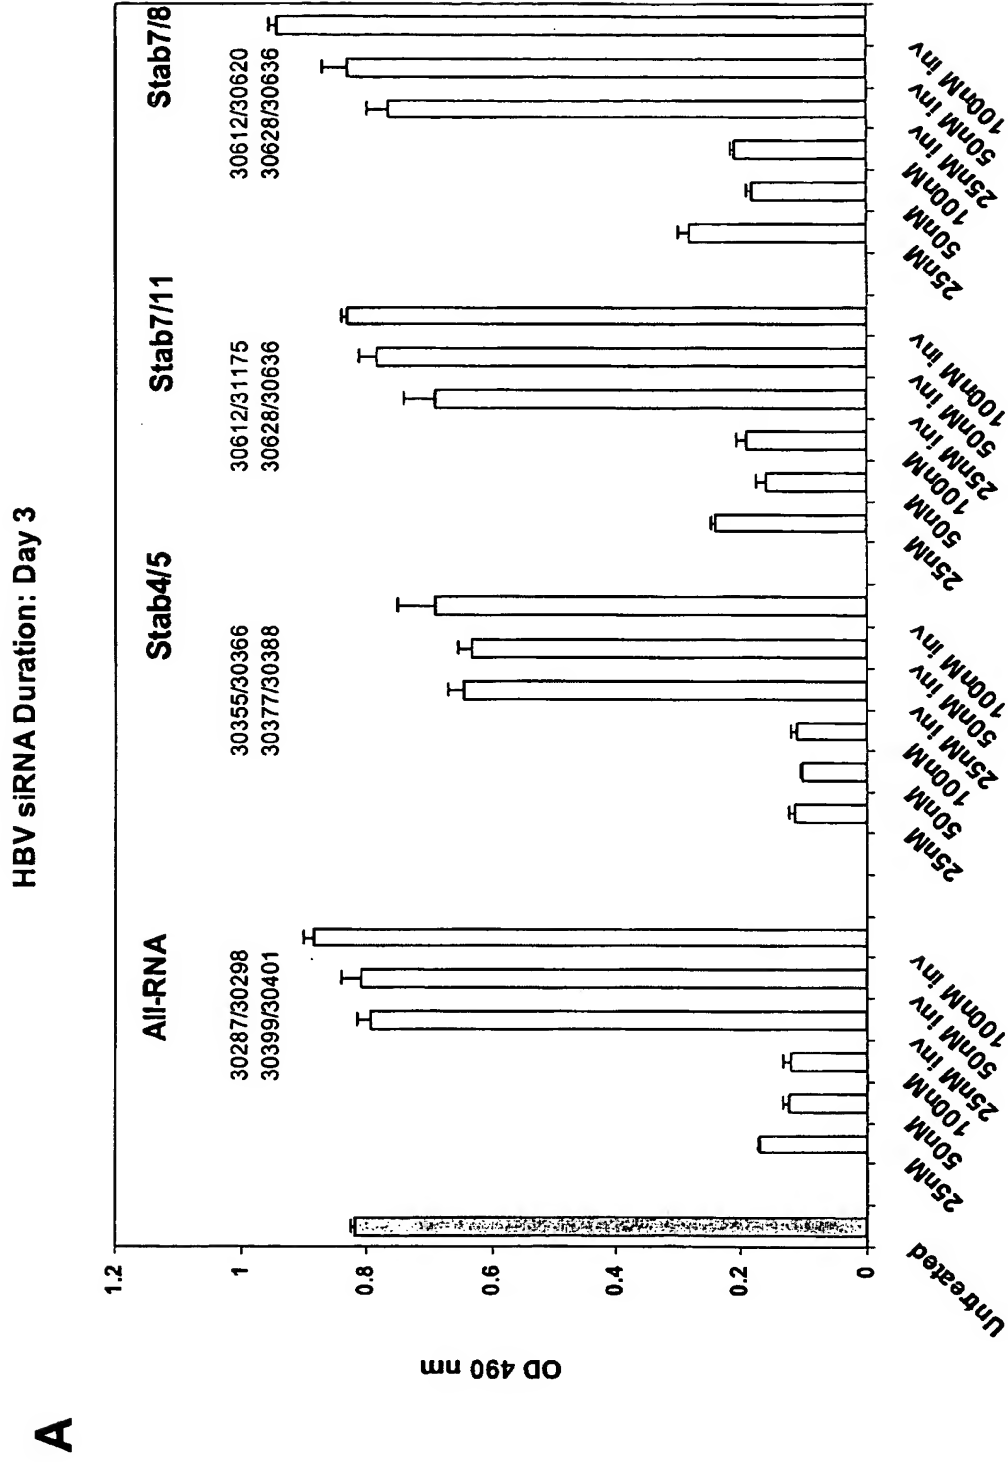 A
HBV siRNA Duration: Day 3
All-RNA
30287/30298
30399/30401
Stab4/5
30355/30366
30377/30388
Stab7/11
30612/31175
30628/30636
Stab7/8
30612/30620
30628/30636
OD 490 nm
1.2
1
0.8
0.6
0.4
0.2
0
Untreated
25nM
50nM
100nM
25nM inv
50nM inv
100nM inv
25nM
50nM
100nM
25nM inv
50nM inv
100nM inv
25nM
50nM
100nM
25nM inv
50nM inv
100nM inv
25nM
50nM
100nM
25nM inv
50nM inv
100nM inv